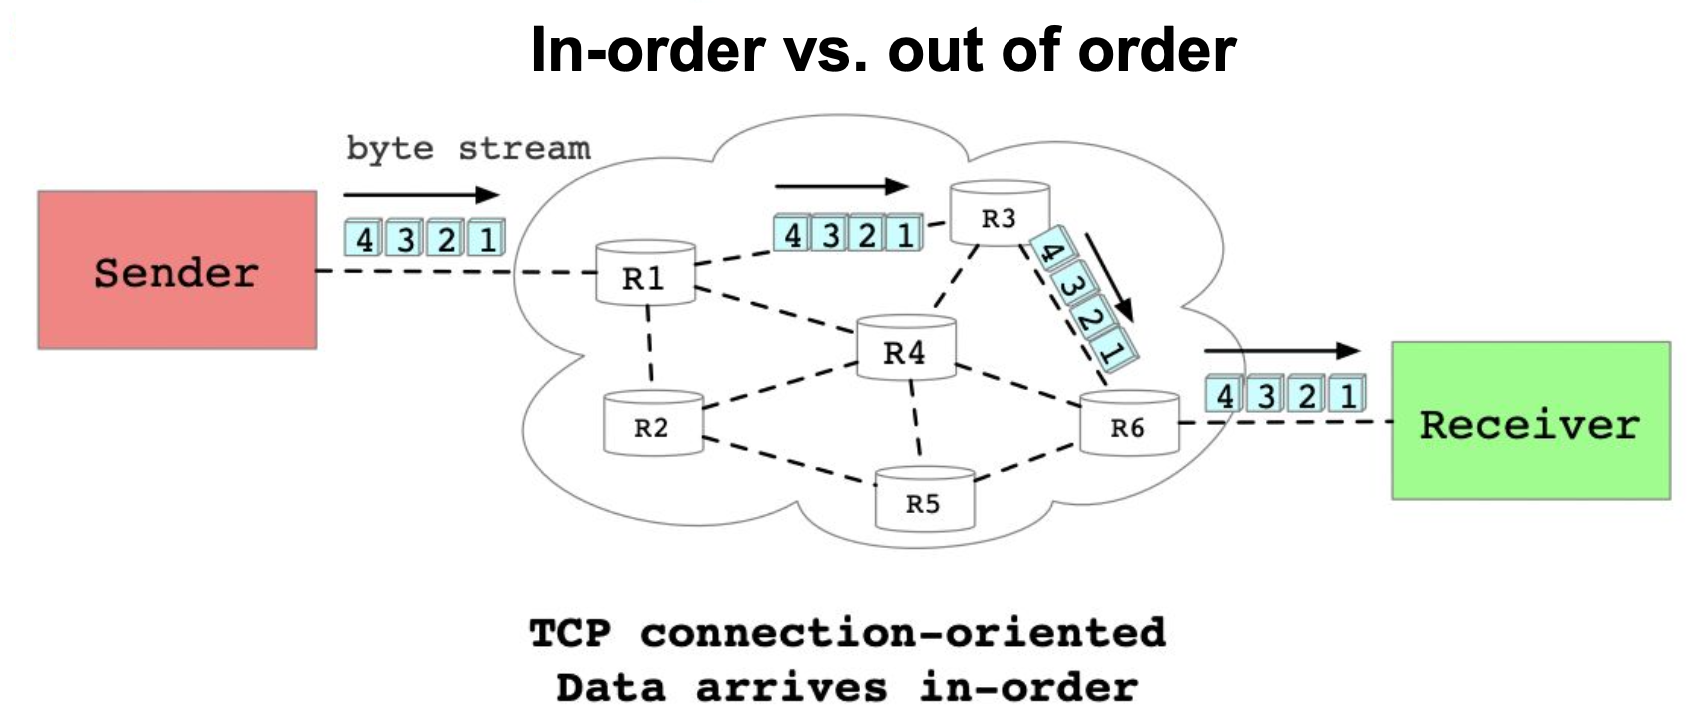 In-order vs. out of order
byte stream
4 3 2 1
Sender
R1
4 3 2 1
R3
4
3
2
1
R4
R2
R6
R5
4 3 2 1
Receiver
TCP connection-oriented
Data arrives in-order